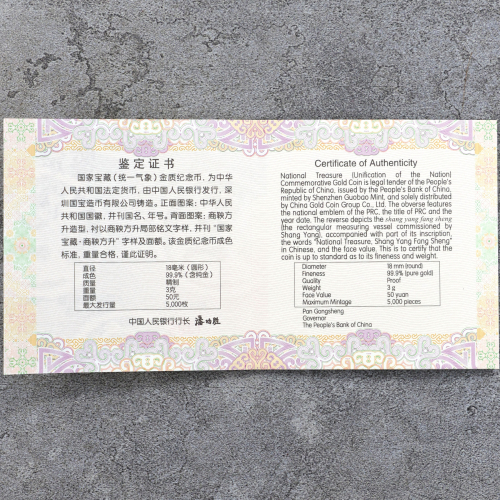 鉴定证书
国家宝藏（统一气象）金质纪念币，为中华
人民共和国法定货币，由中国人民银行发行，深
圳国宝造币有限公司铸造。正面图案：中华人民
共和国国徽，并刊国名、年号。背面图案：商鞅方
升造型，衬以商鞅方升局部铭文字样，并刊“国家
宝藏·商鞅方升”字样及面额。该金质纪念币成色
标准，重量合格，谨此证明。
直径 18毫米（圆形）
成色 99.9%（含纯金）
质量 精制
重量 3克
面额 50元
最大发行量 5,000枚
中国人民银行行长 潘功胜
Certificate of Authenticity
National Treasure (Unification of the Nation)
Commemorative Gold Coin is legal tender of the People's
Republic of China, issued by the People's Bank of China,
minted by Shenzhen Guobao Mint, and solely distributed
by China Gold Coin Group Co., Ltd. The obverse features
the national emblem of the PRC, the title of PRC and the
year date. The reverse depicts the shang yang fang sheng
(the rectangular measuring vessel commissioned by
Shang Yang), accompanied with part of its inscription,
the words "National Treasure, Shang Yang Fang Sheng"
in Chinese, and the face value. This is to certify that the
coin is up to standard as to its fineness and weight.
Diameter 18 mm (round)
Fineness 99.9% (pure gold)
Quality Proof
Weight 3 g
Face Value 50 yuan
Maximum Mintage 5,000 pieces
Pan Gongsheng
Governor
The People's Bank of China